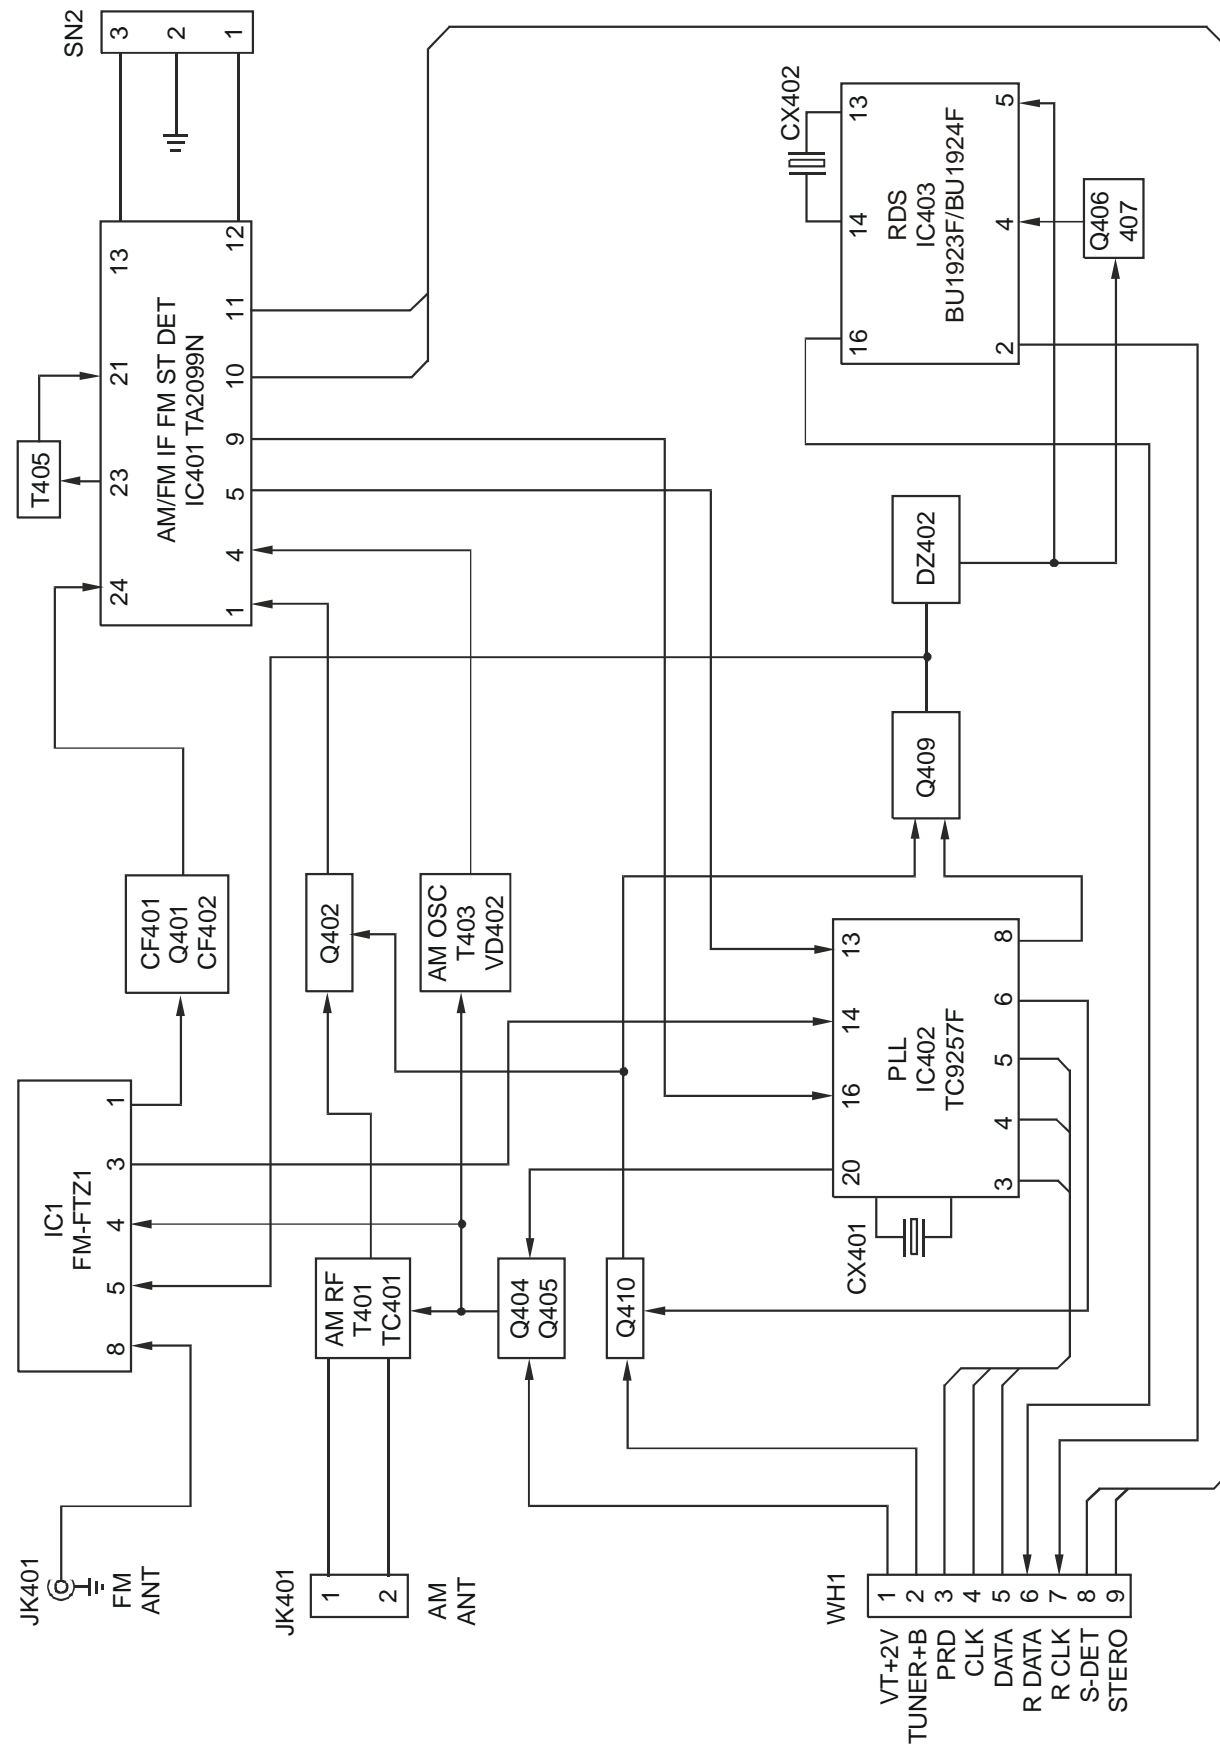 JK401
FM
ANT
8
5
4
3
1
IC1
FM-FTZ1
CF401
Q401
CF402
T405
24
23
21
13
AM/FM IF FM ST DET
IC401 TA2099N
1
4
5
9
10
11
12
SN2
3
2
1
JK401
1
2
AM
ANT
AM RF
T401
TC401
Q402
AM OSC
T403
VD402
Q404
Q405
Q410
CX401
20
16
14
13
PLL
IC402
TC9257F
3
4
5
6
8
Q409
DZ402
CX402
16
14
13
RDS
IC403
BU1923F/BU1924F
2
4
5
Q406
407
WH1
VT+2V
1
TUNER+B
2
PRD
3
CLK
4
DATA
5
R DATA
6
R CLK
7
S-DET
8
STERO
9